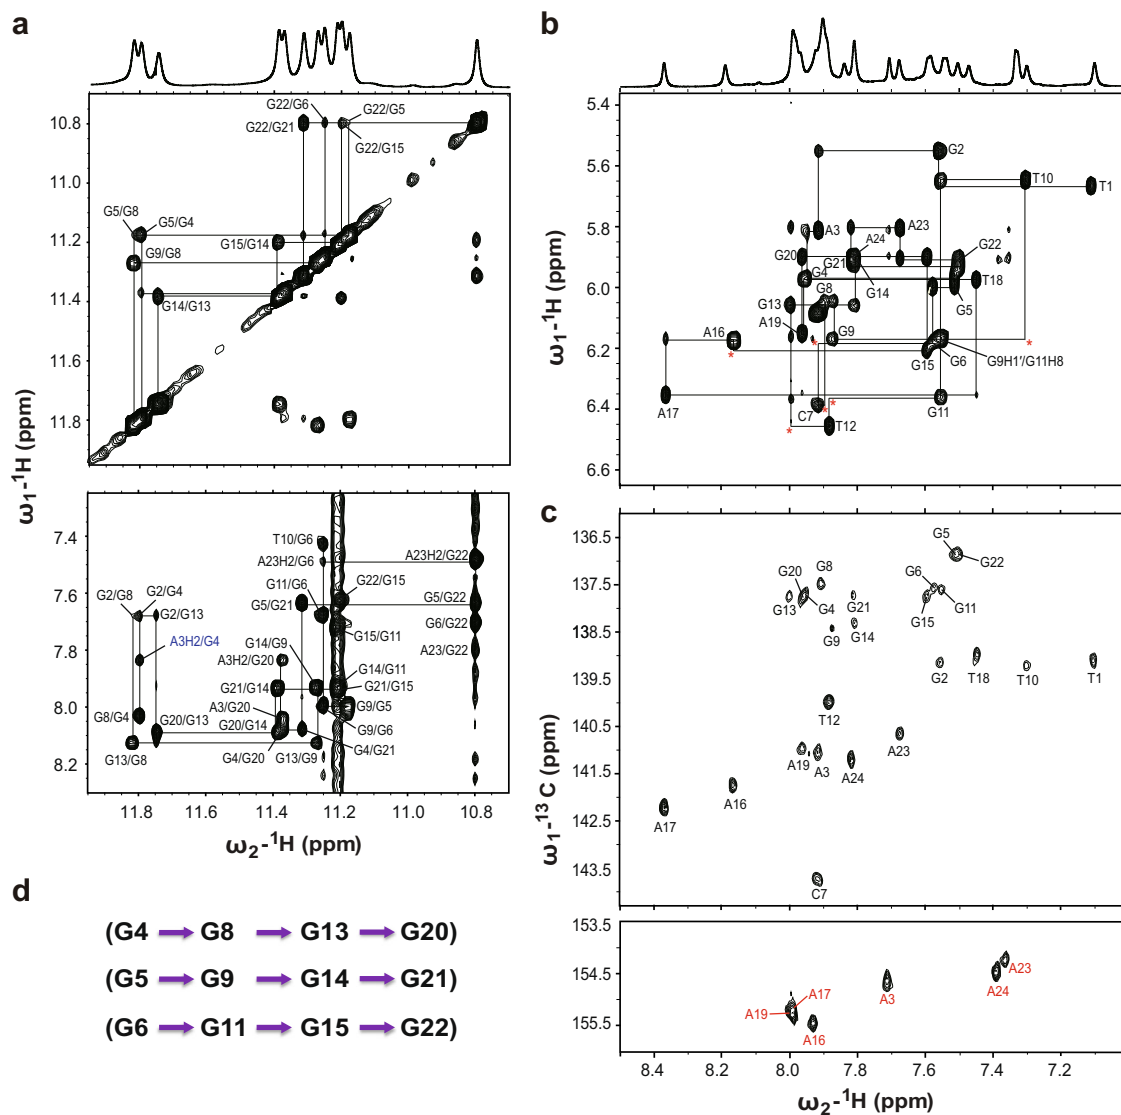 a
10.8
11.0
11.2
11.4
11.6
11.8
ω1-1H (ppm)
G22/G6
G22/G21
G22/G5
G22/G15
G5/G8
G5/G4
G9/G8
G15/G14
G14/G13
7.4
7.6
7.8
8.0
8.2
T10/G6
A23H2/G6
A23H2/G22
G11/G6
G2/G8
G2/G4
G2/G13
G5/G21
G22/G15
G5/G22
A3H2/G4
G14/G9
G15/G11
G6/G22
A3H2/G20
A23/G22
G14/G11
G21/G14
G21/G15
G8/G4
A3/G20
G9/G5
G20/G13
G20/G14
G9/G6
G13/G8
G4/G20
G13/G9
G4/G21
11.8
11.6
11.4
11.2
11.0
10.8
ω2-1H (ppm)
b
5.4
5.6
5.8
6.0
6.2
6.4
6.6
ω1-1H (ppm)
G2
T10
T1
A3
A23
G20
A24
G22
G21
G4
G14
T18
G8
G5
G13
A19
G9
A16
G15
G6
G9H1'/G11H8
*
*
*
A17
C7
*
*
G11
*
T12
c
136.5
137.5
138.5
139.5
140.5
141.5
142.5
143.5
ω1-13C (ppm)
G5
G22
G8
G6
G20
G21
G11
G13
G4
G9
G14
G15
G2
T18
T10
T1
T12
A23
A19
A3
A24
A16
A17
C7
153.5
154.5
155.5
A23
A24
A3
A17
A19
A16
8.4
8.2
8.0
7.8
7.6
7.4
7.2
ω2-1H (ppm)
d
(G4 → G8 → G13 → G20)
(G5 → G9 → G14 → G21)
(G6 → G11 → G15 → G22)